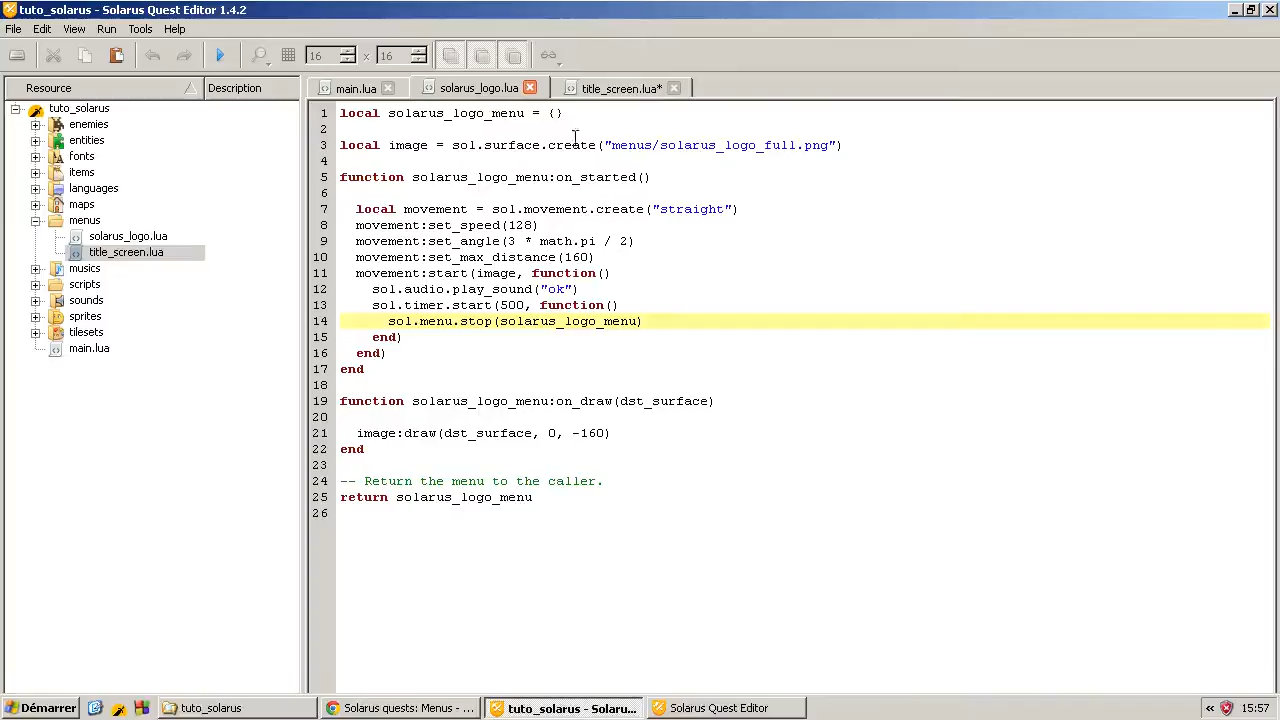 tuto_solarus - Solarus Quest Editor 1.4.2
File Edit View Run Tools Help
16 x 16
Resource Description
main.lua solarus_logo.lua title_screen.lua*
tuto_solarus
enemies
entities
fonts
items
languages
maps
menus
solarus_logo.lua
title_screen.lua
musics
scripts
sounds
sprites
tilesets
main.lua
1 local solarus_logo_menu = {}
2
3 local image = sol.surface.create("menus/solarus_logo_full.png")
4
5 function solarus_logo_menu:on_started()
6
7 local movement = sol.movement.create("straight")
8 movement:set_speed(128)
9 movement:set_angle(3 * math.pi / 2)
10 movement:set_max_distance(160)
11 movement:start(image, function()
12 sol.audio.play_sound("ok")
13 sol.timer.start(500, function()
14 sol.menu.stop(solarus_logo_menu)
15 end)
16 end)
17 end
18
19 function solarus_logo_menu:on_draw(dst_surface)
20
21 image:draw(dst_surface, 0, -160)
22 end
23
24 -- Return the menu to the caller.
25 return solarus_logo_menu
26
Démarrer tuto_solarus Solarus quests: Menus - ... tuto_solarus - Solaru... Solarus Quest Editor « 15:57